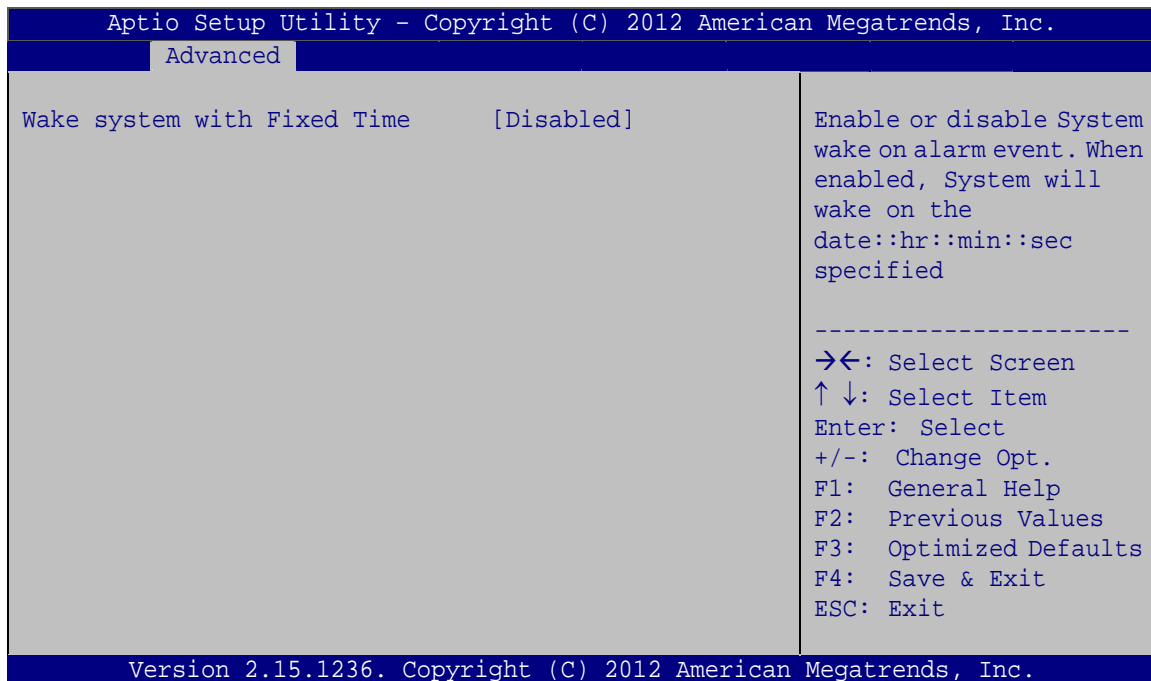 Aptio Setup Utility – Copyright (C) 2012 American Megatrends, Inc.
Advanced
Wake system with Fixed Time [Disabled]
Enable or disable System
wake on alarm event. When
enabled, System will
wake on the
date::hr::min::sec
specified
----------------------
→←: Select Screen
↑ ↓: Select Item
Enter: Select
+/-: Change Opt.
F1: General Help
F2: Previous Values
F3: Optimized Defaults
F4: Save & Exit
ESC: Exit
Version 2.15.1236. Copyright (C) 2012 American Megatrends, Inc.